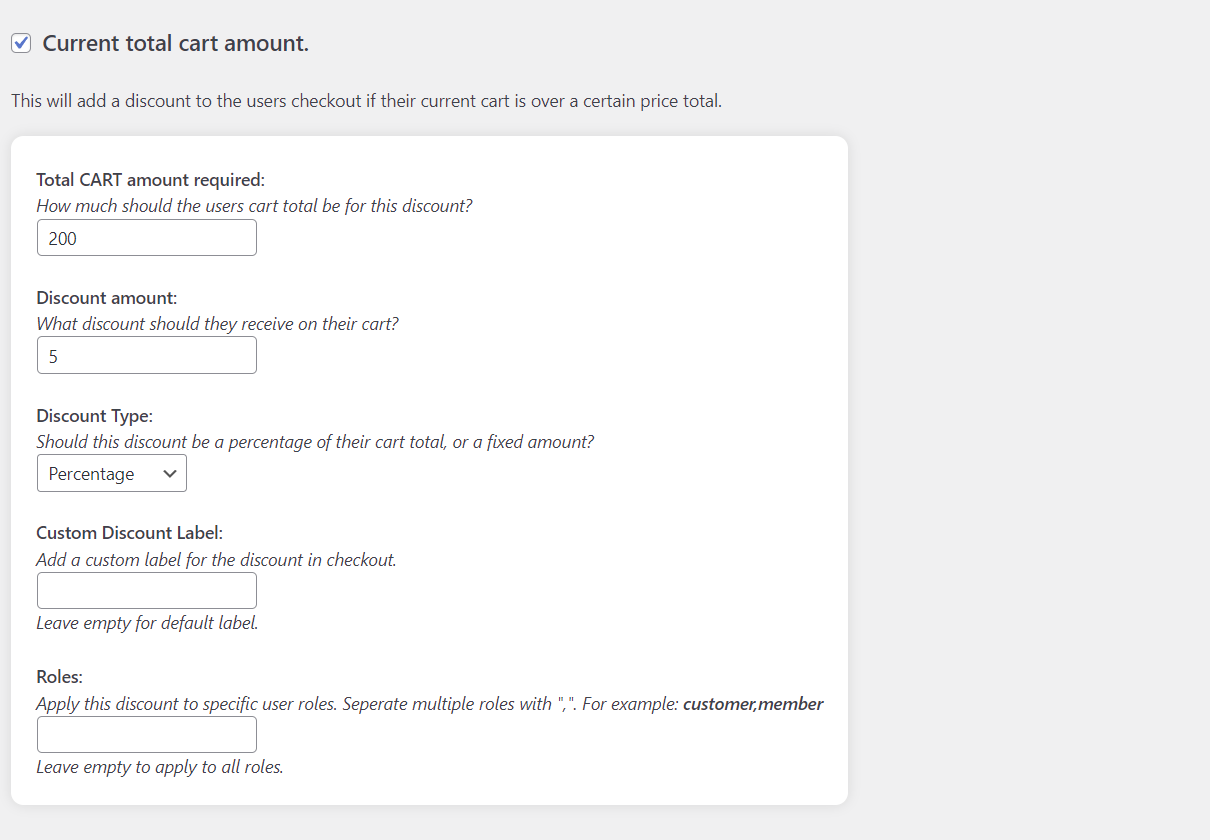 Current total cart amount.
This will add a discount to the users checkout if their current cart is over a certain price total.
Total CART amount required:
How much should the users cart total be for this discount?
200
Discount amount:
What discount should they receive on their cart?
5
Discount Type:
Should this discount be a percentage of their cart total, or a fixed amount?
Percentage
Custom Discount Label:
Add a custom label for the discount in checkout.
Leave empty for default label.
Roles:
Apply this discount to specific user roles. Seperate multiple roles with ",". For example: customer,member
Leave empty to apply to all roles.